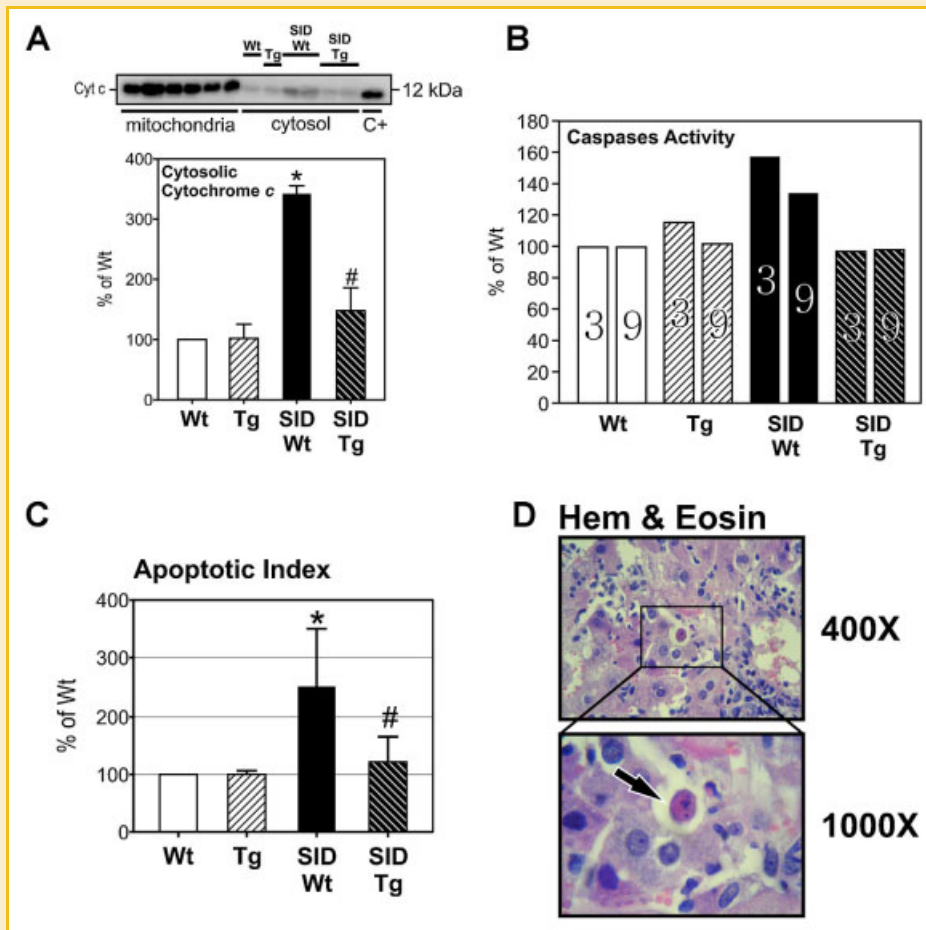 A
Wt
Tg
SID
Wt
SID
Tg
Cyt c
12 kDa
mitochondria
cytosol
C+
Cytosolic
Cytochrome c
400
300
200
100
0
% of Wt
*
#
Wt
Tg
SID
Wt
SID
Tg
B
Caspases Activity
180
160
140
120
100
80
60
40
20
0
% of Wt
3 9
3 9
3 9
3 9
Wt
Tg
SID
Wt
SID
Tg
C
Apoptotic Index
400
300
200
100
0
% of Wt
*
#
Wt
Tg
SID
Wt
SID
Tg
D Hem & Eosin
400X
1000X